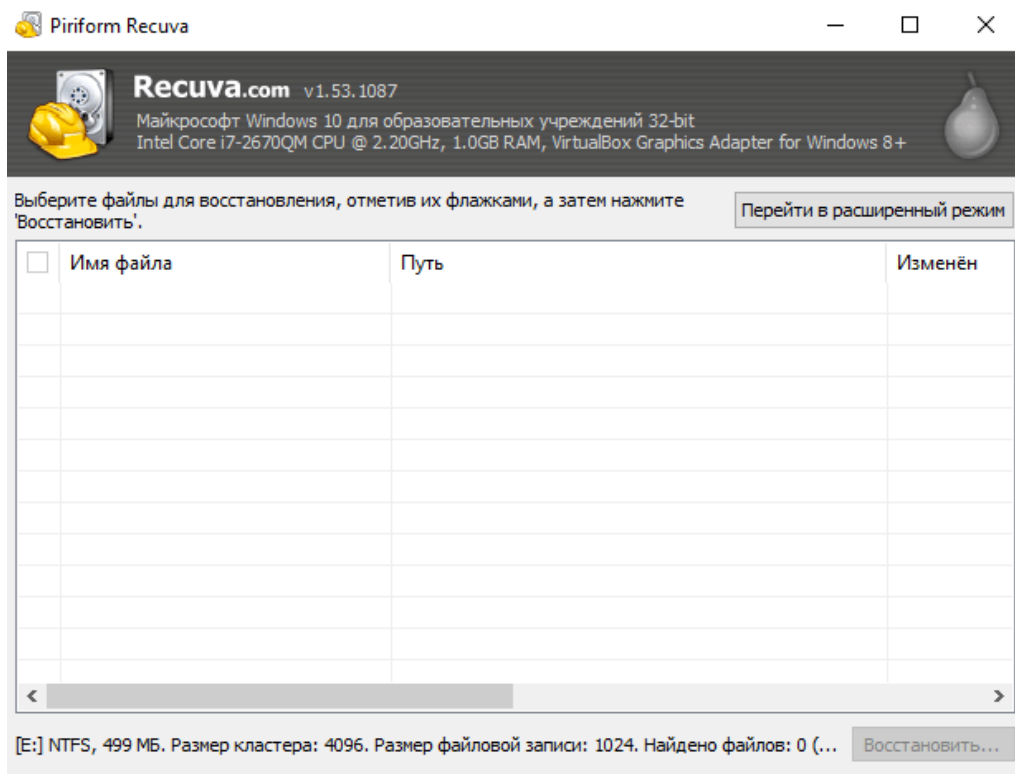 Piriform Recuva
Recuva.com v1.53.1087
Майкрософт Windows 10 для образовательных учреждений 32-bit
Intel Core i7-2670QM CPU @ 2.20GHz, 1.0GB RAM, VirtualBox Graphics Adapter for Windows 8+
Выберите файлы для восстановления, отметив их флажками, а затем нажмите
'Восстановить'.
Перейти в расширенный режим
Имя файла Путь Изменён
[E:] NTFS, 499 МБ. Размер кластера: 4096. Размер файловой записи: 1024. Найдено файлов: 0 (...
Восстановить...